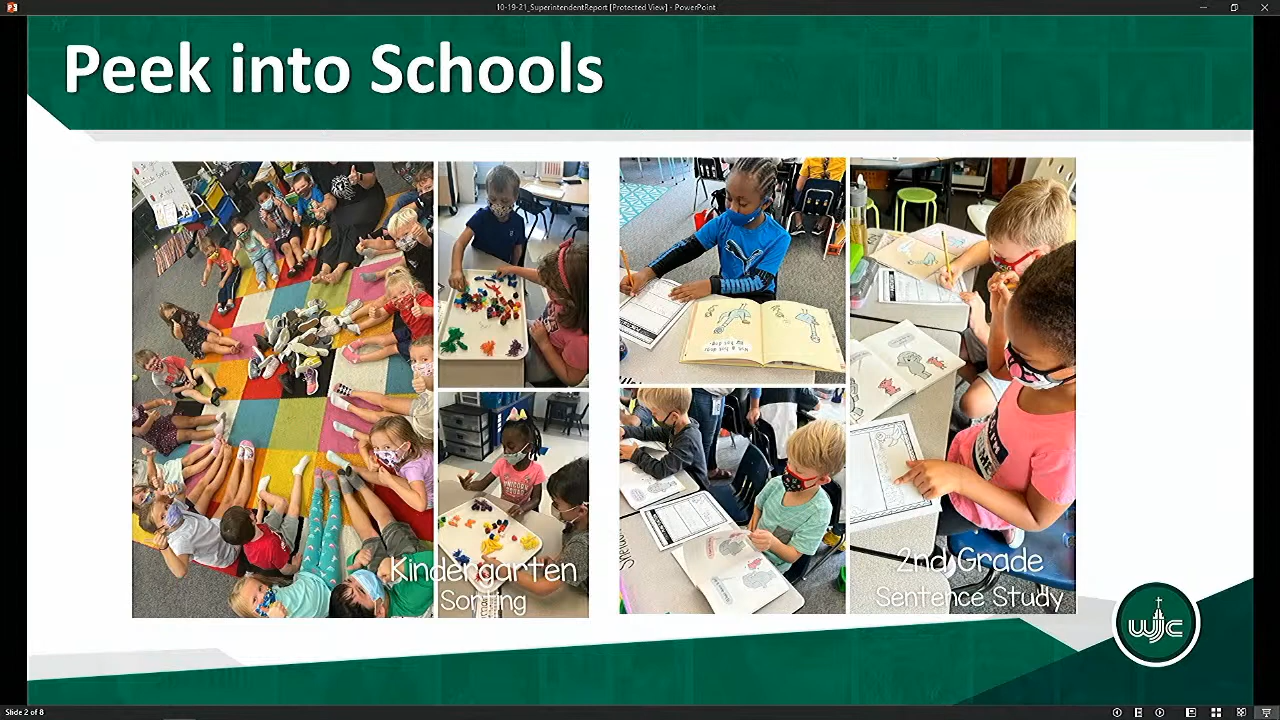 10-19-21_SuperintendentReport [Protected View] - PowerPoint
Peek into Schools
Kindergarten
Sorting
2nd Grade
Sentence Study
WJCC
Slide 2 of 8